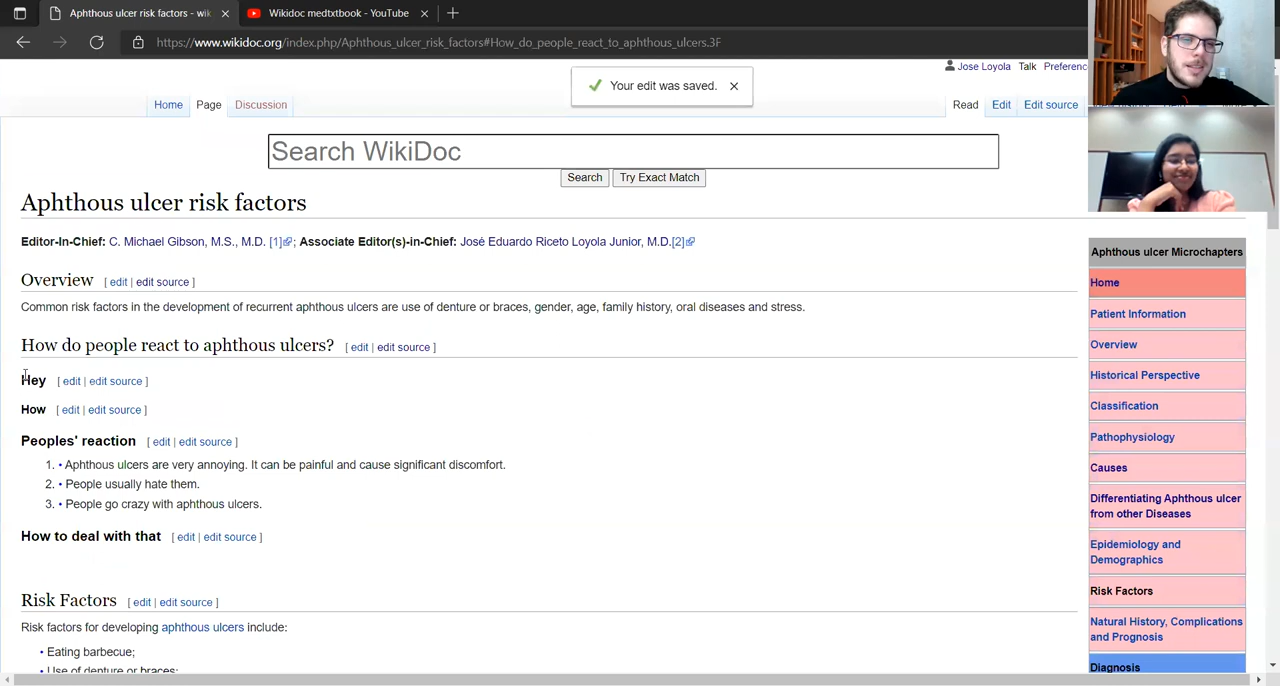 Aphthous ulcer risk factors - wik
Wikidoc medtxtbook - YouTube
https://www.wikidoc.org/index.php/Aphthous_ulcer_risk_factors#How_do_people_react_to_aphthous_ulcers.3F
Your edit was saved.
Jose Loyola Talk Preferenc
Home Page Discussion
Read Edit Edit source
Search WikiDoc
Search Try Exact Match
Aphthous ulcer risk factors
Editor-In-Chief: C. Michael Gibson, M.S., M.D. [1]; Associate Editor(s)-in-Chief: José Eduardo Riceto Loyola Junior, M.D.[2]
Overview [ edit | edit source ]
Common risk factors in the development of recurrent aphthous ulcers are use of denture or braces, gender, age, family history, oral diseases and stress.
How do people react to aphthous ulcers? [ edit | edit source ]
Hey [ edit | edit source ]
How [ edit | edit source ]
Peoples' reaction [ edit | edit source ]
1. • Aphthous ulcers are very annoying. It can be painful and cause significant discomfort.
2. • People usually hate them.
3. • People go crazy with aphthous ulcers.
How to deal with that [ edit | edit source ]
Risk Factors [ edit | edit source ]
Risk factors for developing aphthous ulcers include:
• Eating barbecue;
• Use of denture or braces;
Aphthous ulcer Microchapters
Home
Patient Information
Overview
Historical Perspective
Classification
Pathophysiology
Causes
Differentiating Aphthous ulcer
from other Diseases
Epidemiology and
Demographics
Risk Factors
Natural History, Complications
and Prognosis
Diagnosis